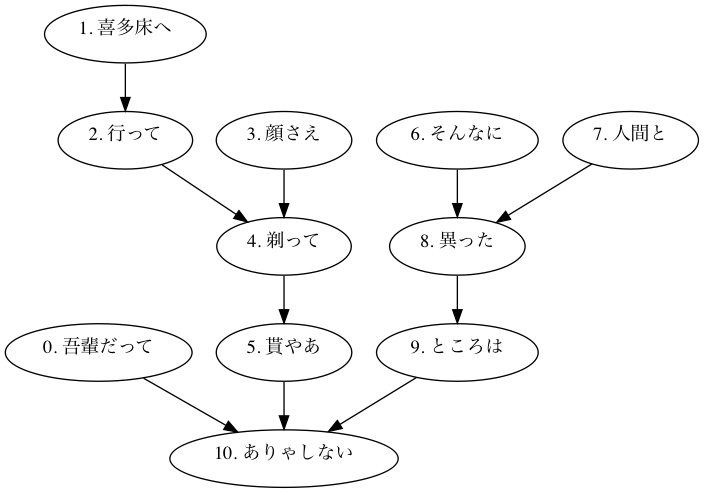 1. 喜多床へ
2. 行って
3. 顔さえ
6. そんなに
7. 人間と
4. 剃って
8. 異った
0. 吾輩だって
5. 貰やあ
9. ところは
10. ありゃしない